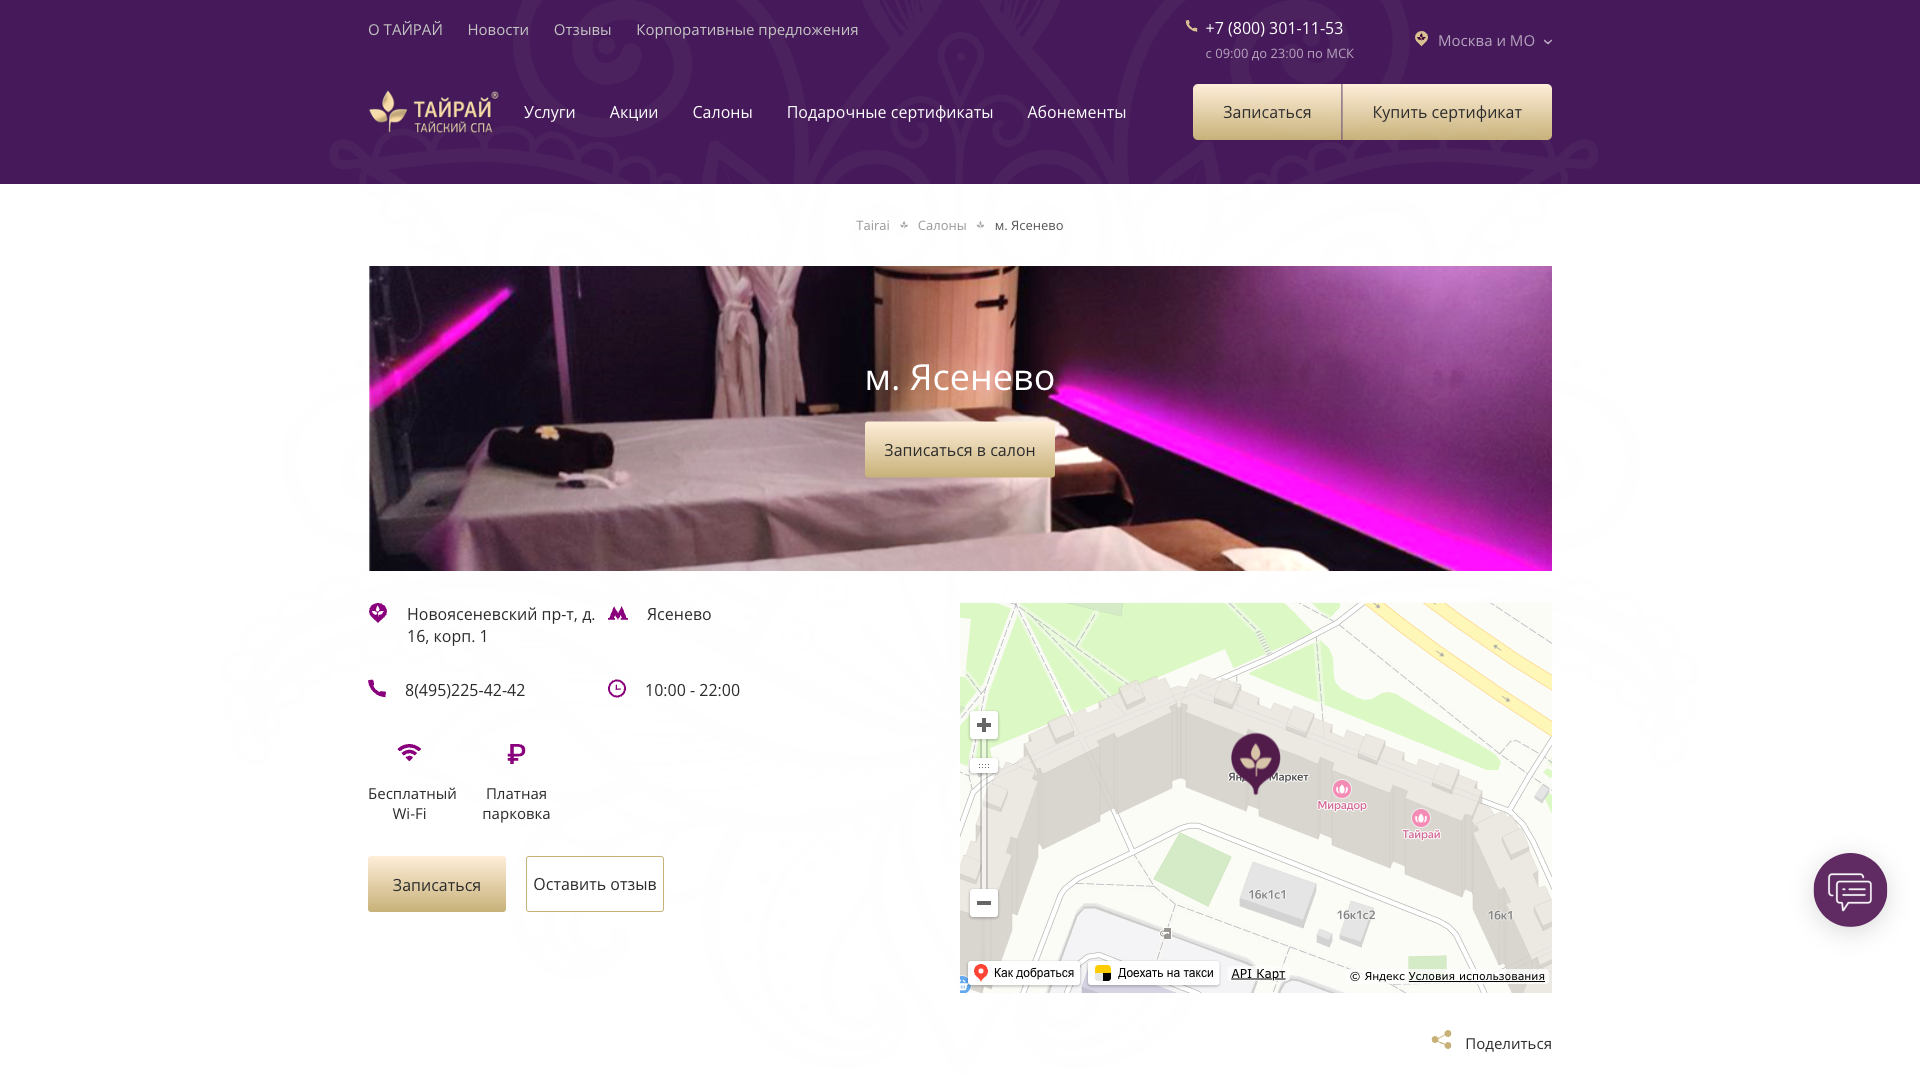 О ТАЙРАЙ
Новости
Отзывы
Корпоративные предложения
+7 (800) 301-11-53
с 09:00 до 23:00 по МСК
Москва и МО
ТАЙРАЙ®
ТАЙСКИЙ СПА
Услуги
Акции
Салоны
Подарочные сертификаты
Абонементы
Записаться
Купить сертификат
Tairai
Салоны
м. Ясенево
м. Ясенево
Записаться в салон
Новоясеневский пр-т, д.
16, корп. 1
Ясенево
8(495)225-42-42
10:00 - 22:00
Бесплатный
Wi-Fi
Платная
парковка
Записаться
Оставить отзыв
Маркет
Мирадор
Тайрай
16к1с1
16к1с2
16к1
Как добраться
Доехать на такси
API Карт
© Яндекс Условия использования
Поделиться